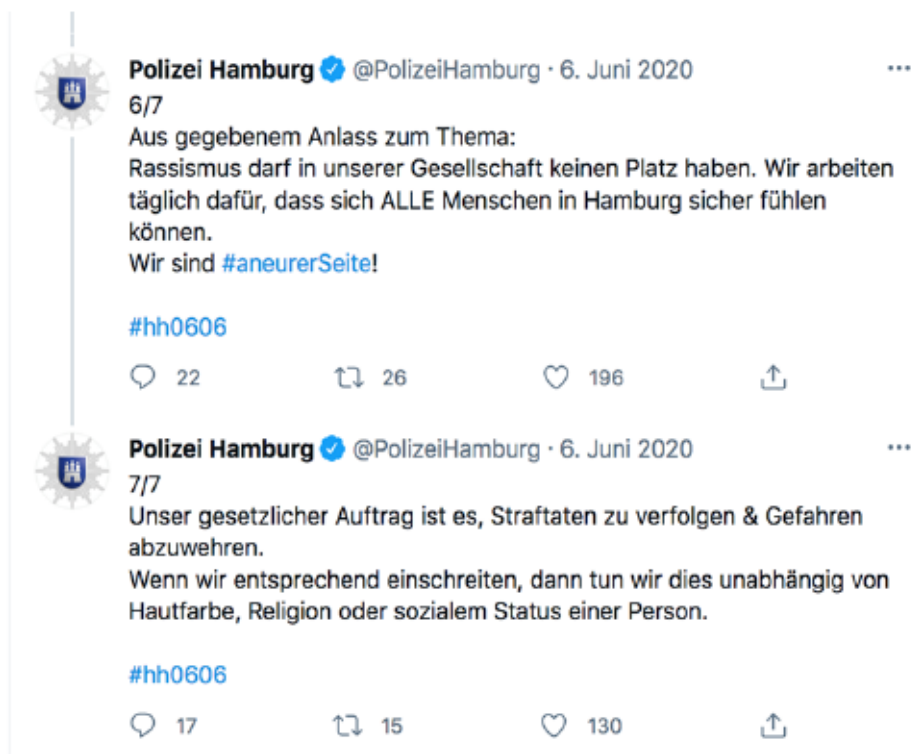 Polizei Hamburg @PolizeiHamburg · 6. Juni 2020
6/7
Aus gegebenem Anlass zum Thema:
Rassismus darf in unserer Gesellschaft keinen Platz haben. Wir arbeiten
täglich dafür, dass sich ALLE Menschen in Hamburg sicher fühlen
können.
Wir sind #aneurerSeite!
#hh0606
22 26 196
Polizei Hamburg @PolizeiHamburg · 6. Juni 2020
7/7
Unser gesetzlicher Auftrag ist es, Straftaten zu verfolgen & Gefahren
abzuwehren.
Wenn wir entsprechend einschreiten, dann tun wir dies unabhängig von
Hautfarbe, Religion oder sozialem Status einer Person.
#hh0606
17 15 130